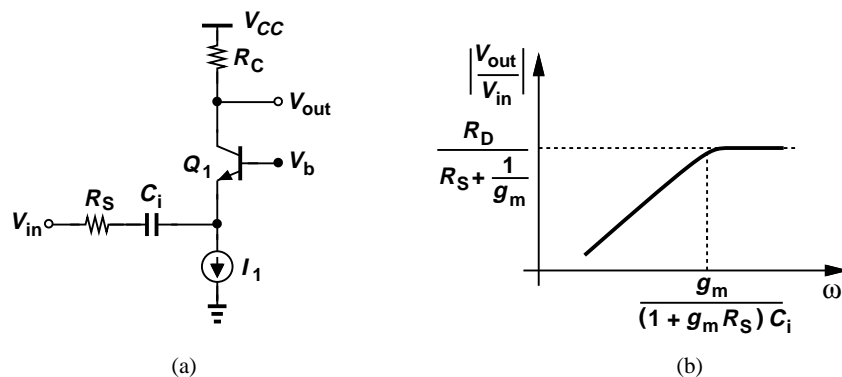 V_CC
R_C
V_out
Q_1
V_b
R_S
C_i
V_in
I_1
(a)
|V_out / V_in|
R_D / (R_S + 1/g_m)
g_m / ((1 + g_m R_S) C_i)
ω
(b)